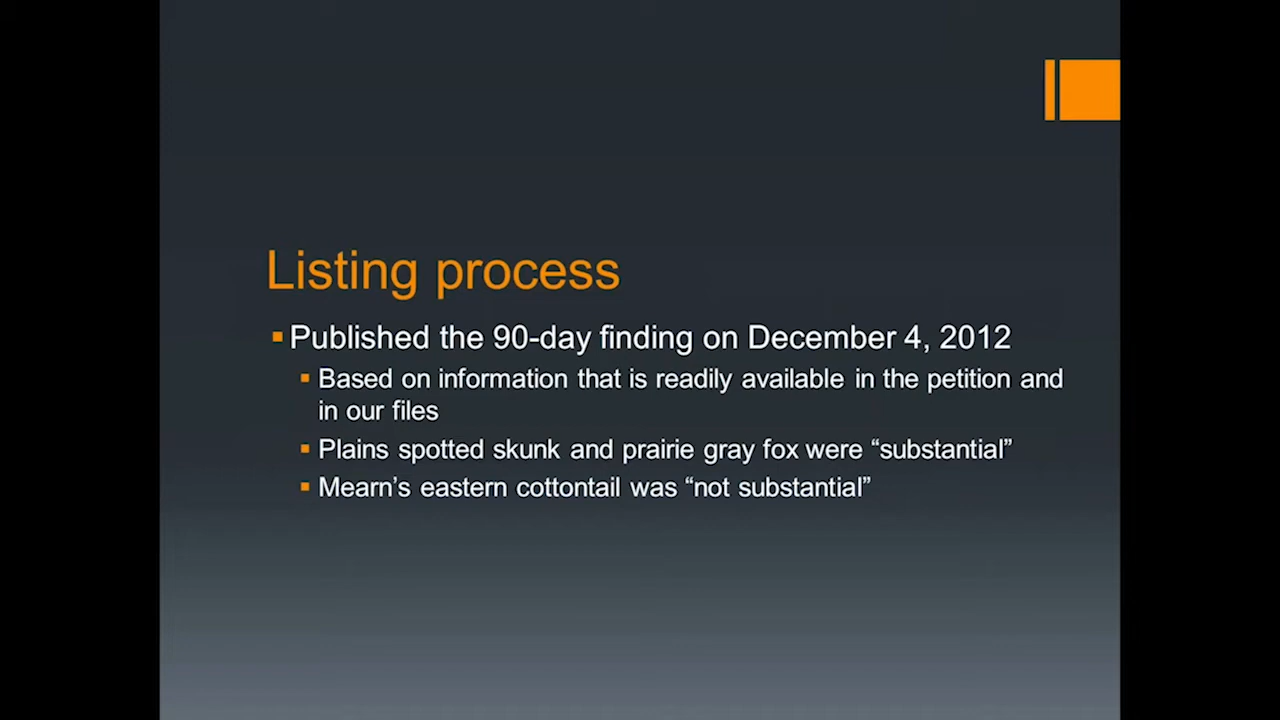 Listing process
Published the 90-day finding on December 4, 2012
Based on information that is readily available in the petition and
in our files
Plains spotted skunk and prairie gray fox were “substantial”
Mearn’s eastern cottontail was “not substantial”